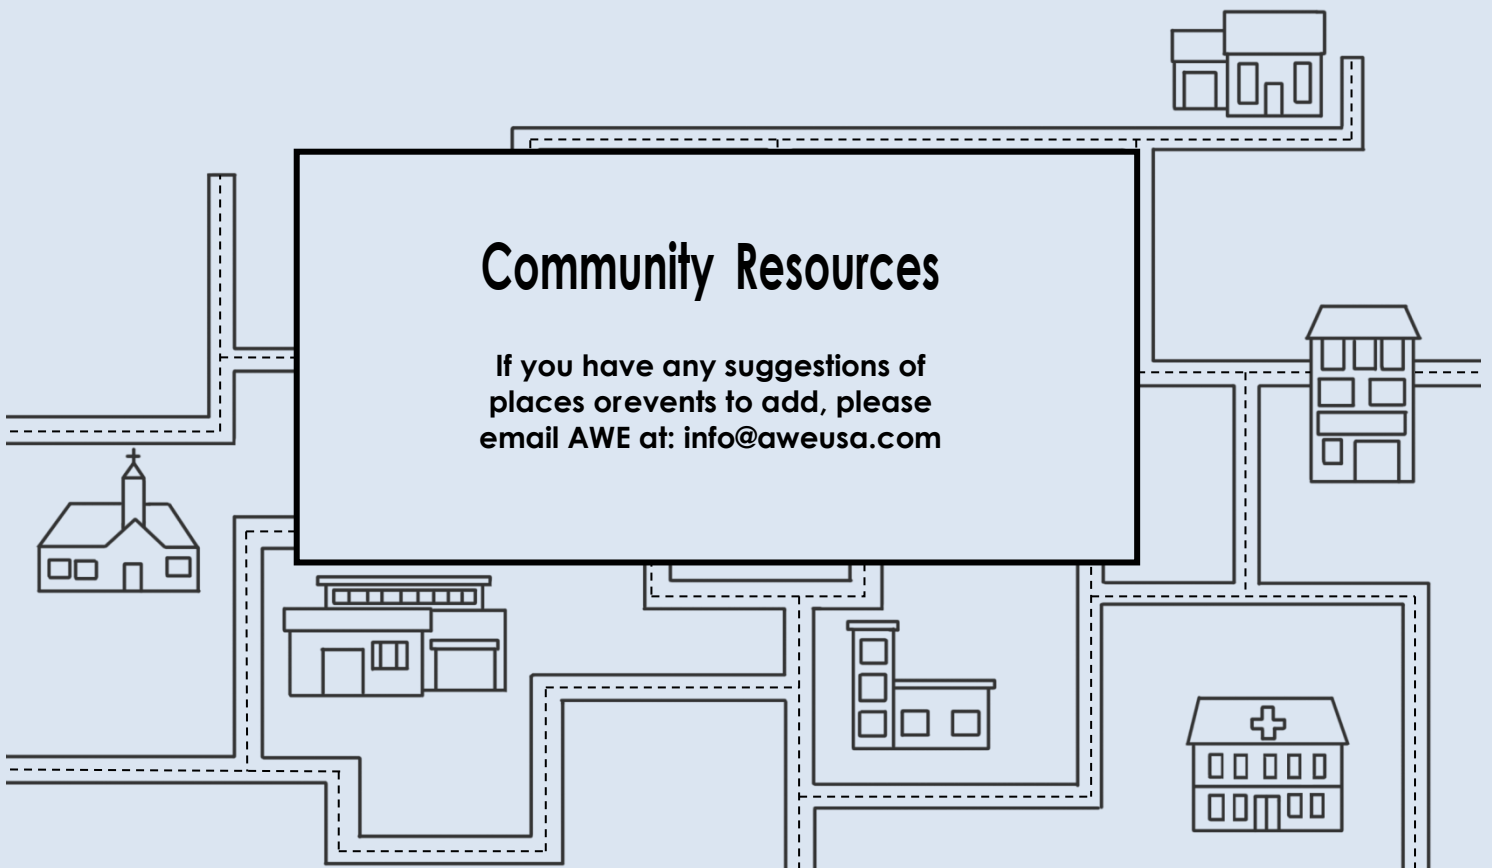 Community Resources
If you have any suggestions of
places orevents to add, please
email AWE at: info@aweusa.com